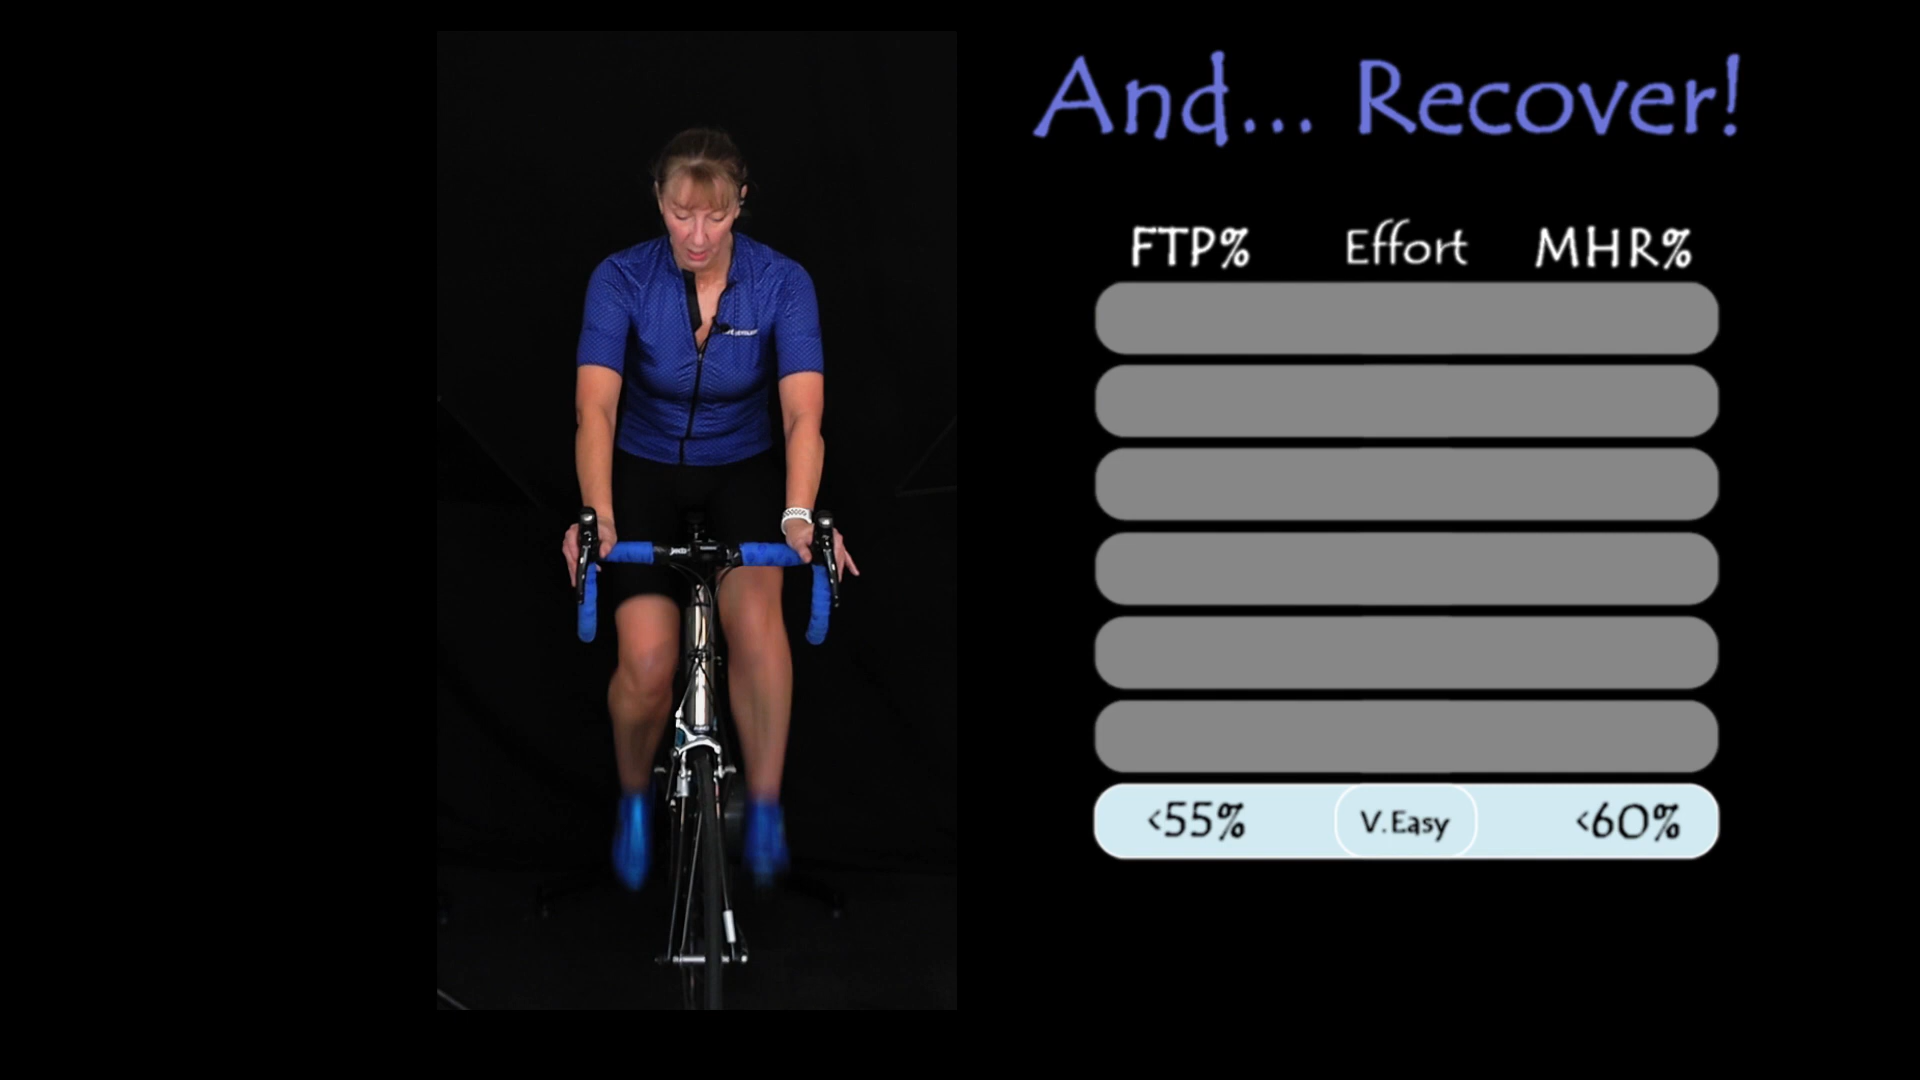 And... Recover!
FTP% Effort MHR%
<55% V.Easy <60%